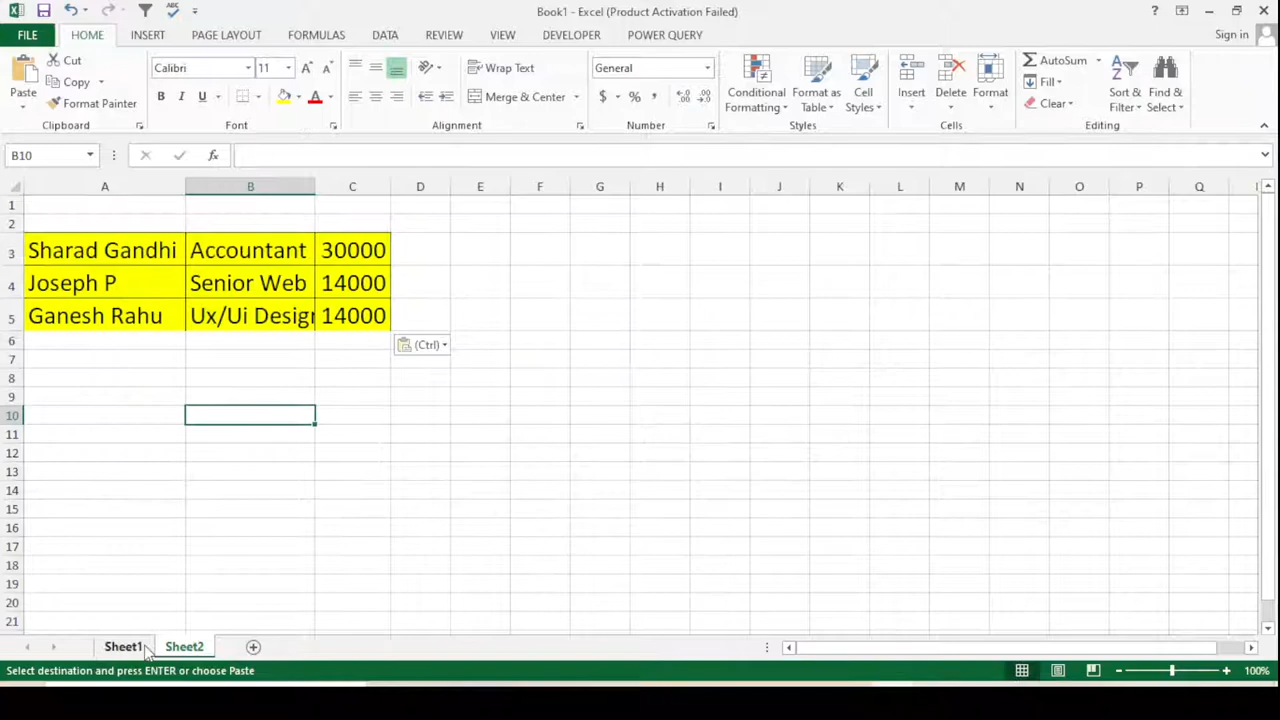 Book1 - Excel (Product Activation Failed)
?
FILE HOME INSERT PAGE LAYOUT FORMULAS DATA REVIEW VIEW DEVELOPER POWER QUERY Sign in
Paste Cut Copy Format Painter
Clipboard
Calibri 11
B I U A
Font
Wrap Text
Merge & Center
Alignment
General
$ % ,
Number
Conditional Formatting Format as Table Cell Styles
Styles
Insert Delete Format
Cells
AutoSum
Fill
Clear
Sort & Filter Find & Select
Editing
B10 fx
A B C D E F G H I J K L M N O P Q
1
2
3 Sharad Gandhi Accountant 30000
4 Joseph P Senior Web 14000
5 Ganesh Rahu Ux/Ui Design 14000
6 (Ctrl)
7
8
9
10
11
12
13
14
15
16
17
18
19
20
21
Sheet1 Sheet2
Select destination and press ENTER or choose Paste 100%